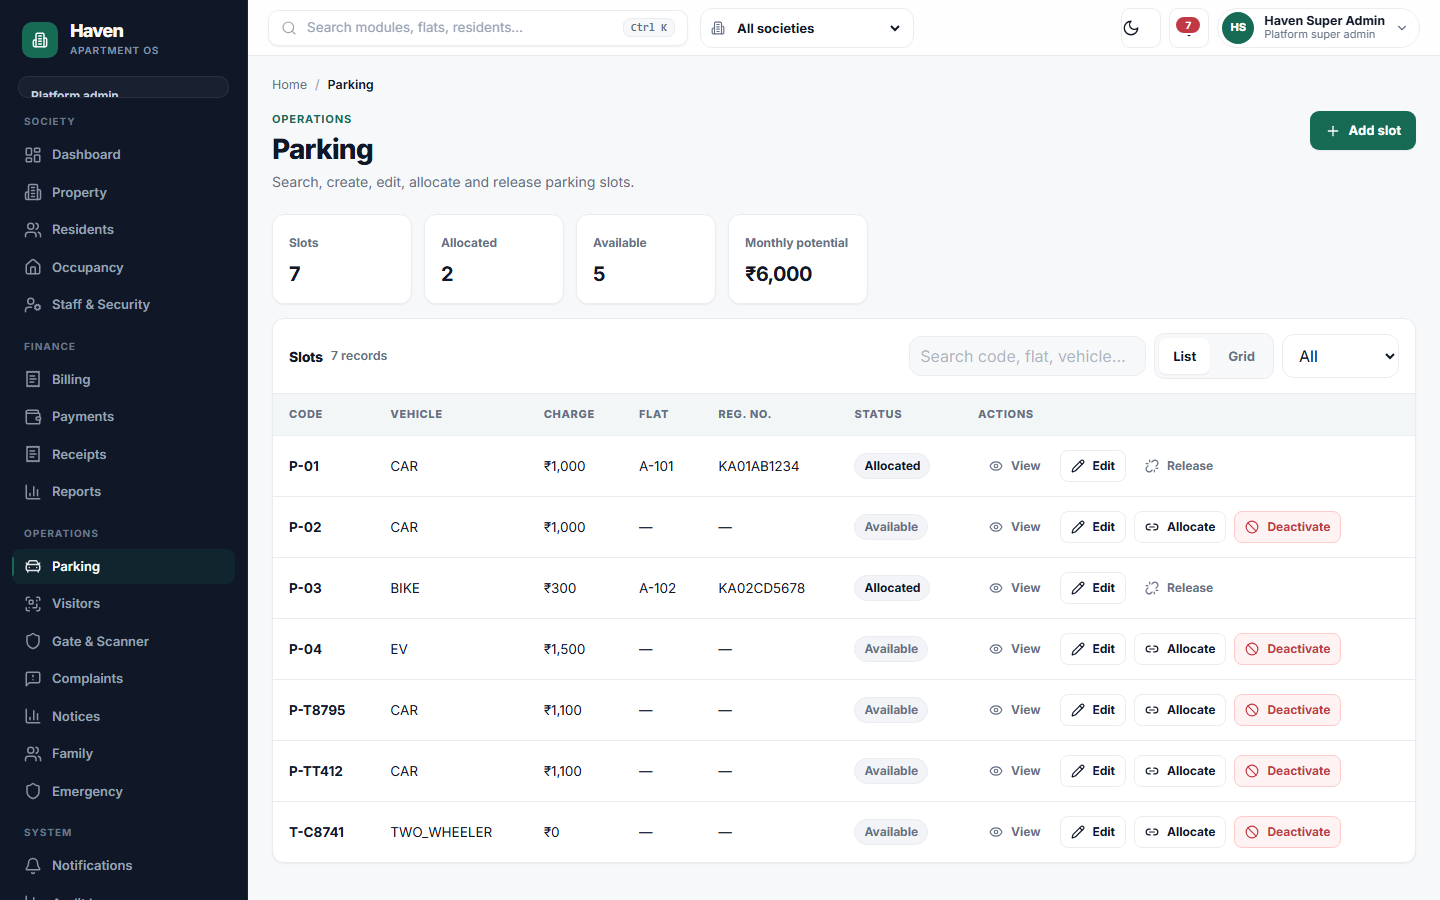 Haven
APARTMENT OS
Platform admin
SOCIETY
Dashboard
Property
Residents
Occupancy
Staff & Security
FINANCE
Billing
Payments
Receipts
Reports
OPERATIONS
Parking
Visitors
Gate & Scanner
Complaints
Notices
Family
Emergency
SYSTEM
Notifications
Search modules, flats, residents... Ctrl K
All societies
7
HS
Haven Super Admin
Platform super admin
Home / Parking
OPERATIONS
Parking
Search, create, edit, allocate and release parking slots.
+ Add slot
Slots
7
Allocated
2
Available
5
Monthly potential
₹6,000
Slots 7 records
Search code, flat, vehicle...
List Grid
All
CODE VEHICLE CHARGE FLAT REG. NO. STATUS ACTIONS
P-01 CAR ₹1,000 A-101 KA01AB1234 Allocated View Edit Release
P-02 CAR ₹1,000 — — Available View Edit Allocate Deactivate
P-03 BIKE ₹300 A-102 KA02CD5678 Allocated View Edit Release
P-04 EV ₹1,500 — — Available View Edit Allocate Deactivate
P-T8795 CAR ₹1,100 — — Available View Edit Allocate Deactivate
P-TT412 CAR ₹1,100 — — Available View Edit Allocate Deactivate
T-C8741 TWO_WHEELER ₹0 — — Available View Edit Allocate Deactivate